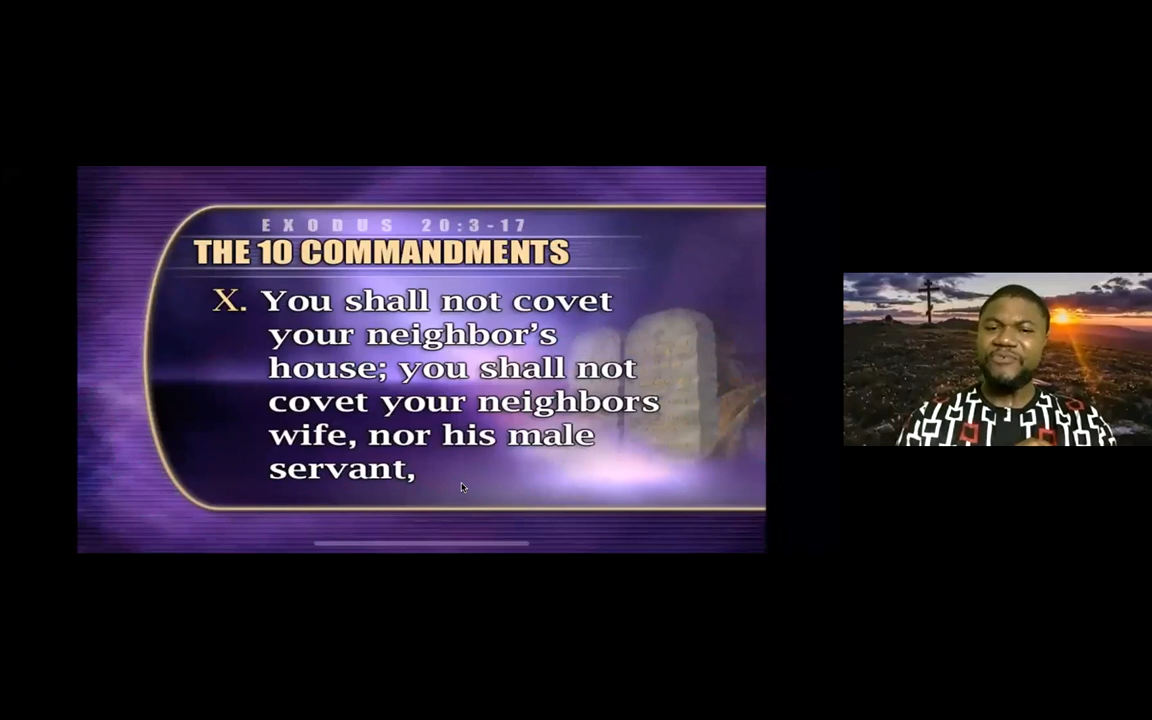 EXODUS 20:3-17
THE 10 COMMANDMENTS
X. You shall not covet
your neighbor's
house; you shall not
covet your neighbors
wife, nor his male
servant,